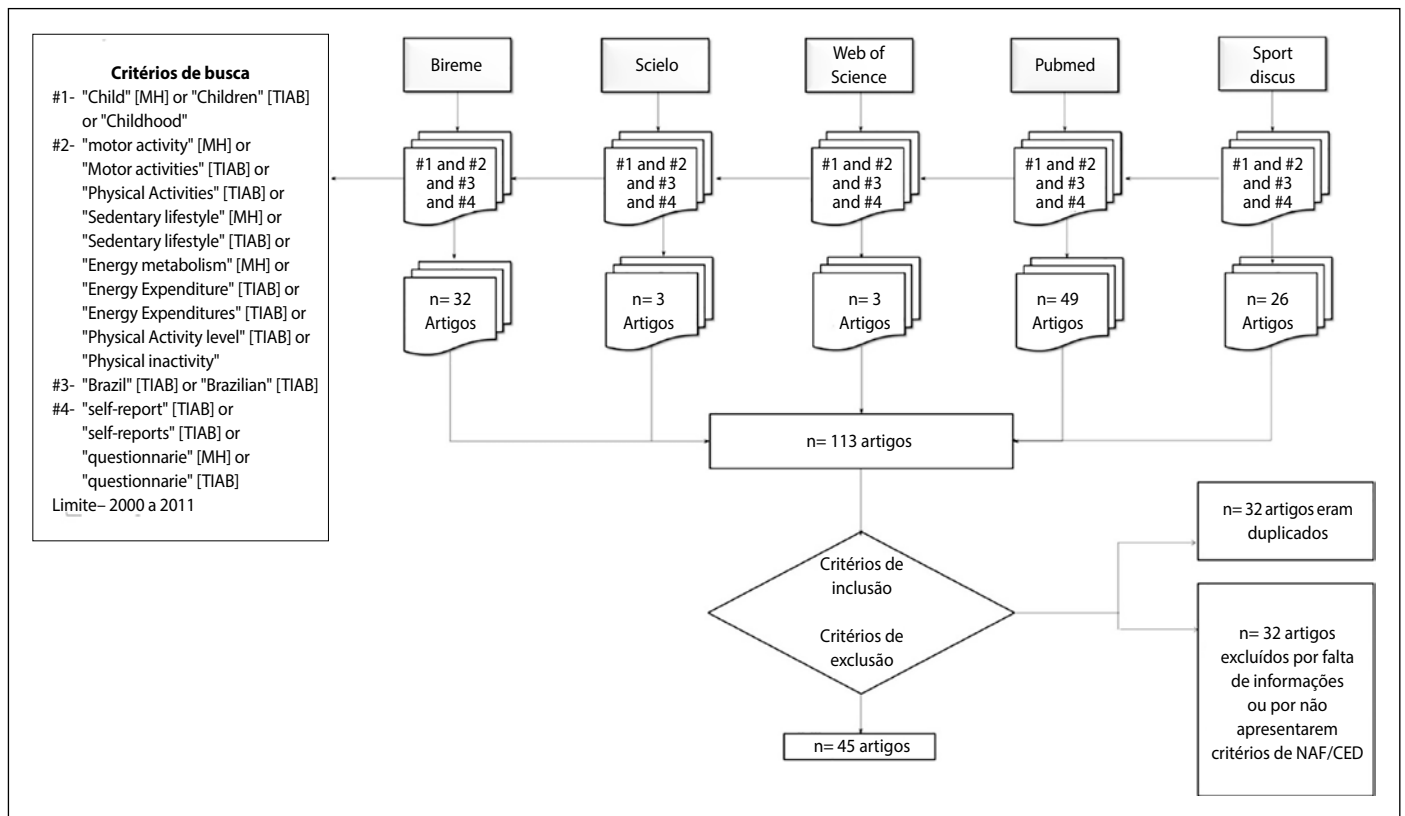 Critérios de busca
#1- "Child" [MH] or "Children" [TIAB]
or "Childhood"
#2- "motor activity" [MH] or
"Motor activities" [TIAB] or
"Physical Activities" [TIAB] or
"Sedentary lifestyle" [MH] or
"Sedentary lifestyle" [TIAB] or
"Energy metabolism" [MH] or
"Energy Expenditure" [TIAB] or
"Energy Expenditures" [TIAB] or
"Physical Activity level" [TIAB] or
"Physical inactivity"
#3- "Brazil" [TIAB] or "Brazilian" [TIAB]
#4- "self-report" [TIAB] or
"self-reports" [TIAB] or
"questionnarie" [MH] or
"questionnarie" [TIAB]
Limite– 2000 a 2011
Bireme
Scielo
Web of
Science
Pubmed
Sport
discus
#1 and #2
and #3
and #4
#1 and #2
and #3
and #4
#1 and #2
and #3
and #4
#1 and #2
and #3
and #4
#1 and #2
and #3
and #4
n= 32
Artigos
n= 3
Artigos
n= 3
Artigos
n= 49
Artigos
n= 26
Artigos
n= 113 artigos
Critérios de
inclusão
Critérios de
exclusão
n= 32 artigos eram
duplicados
n= 32 artigos
excluídos por falta
de informações
ou por não
apresentarem
critérios de NAF/CED
n= 45 artigos